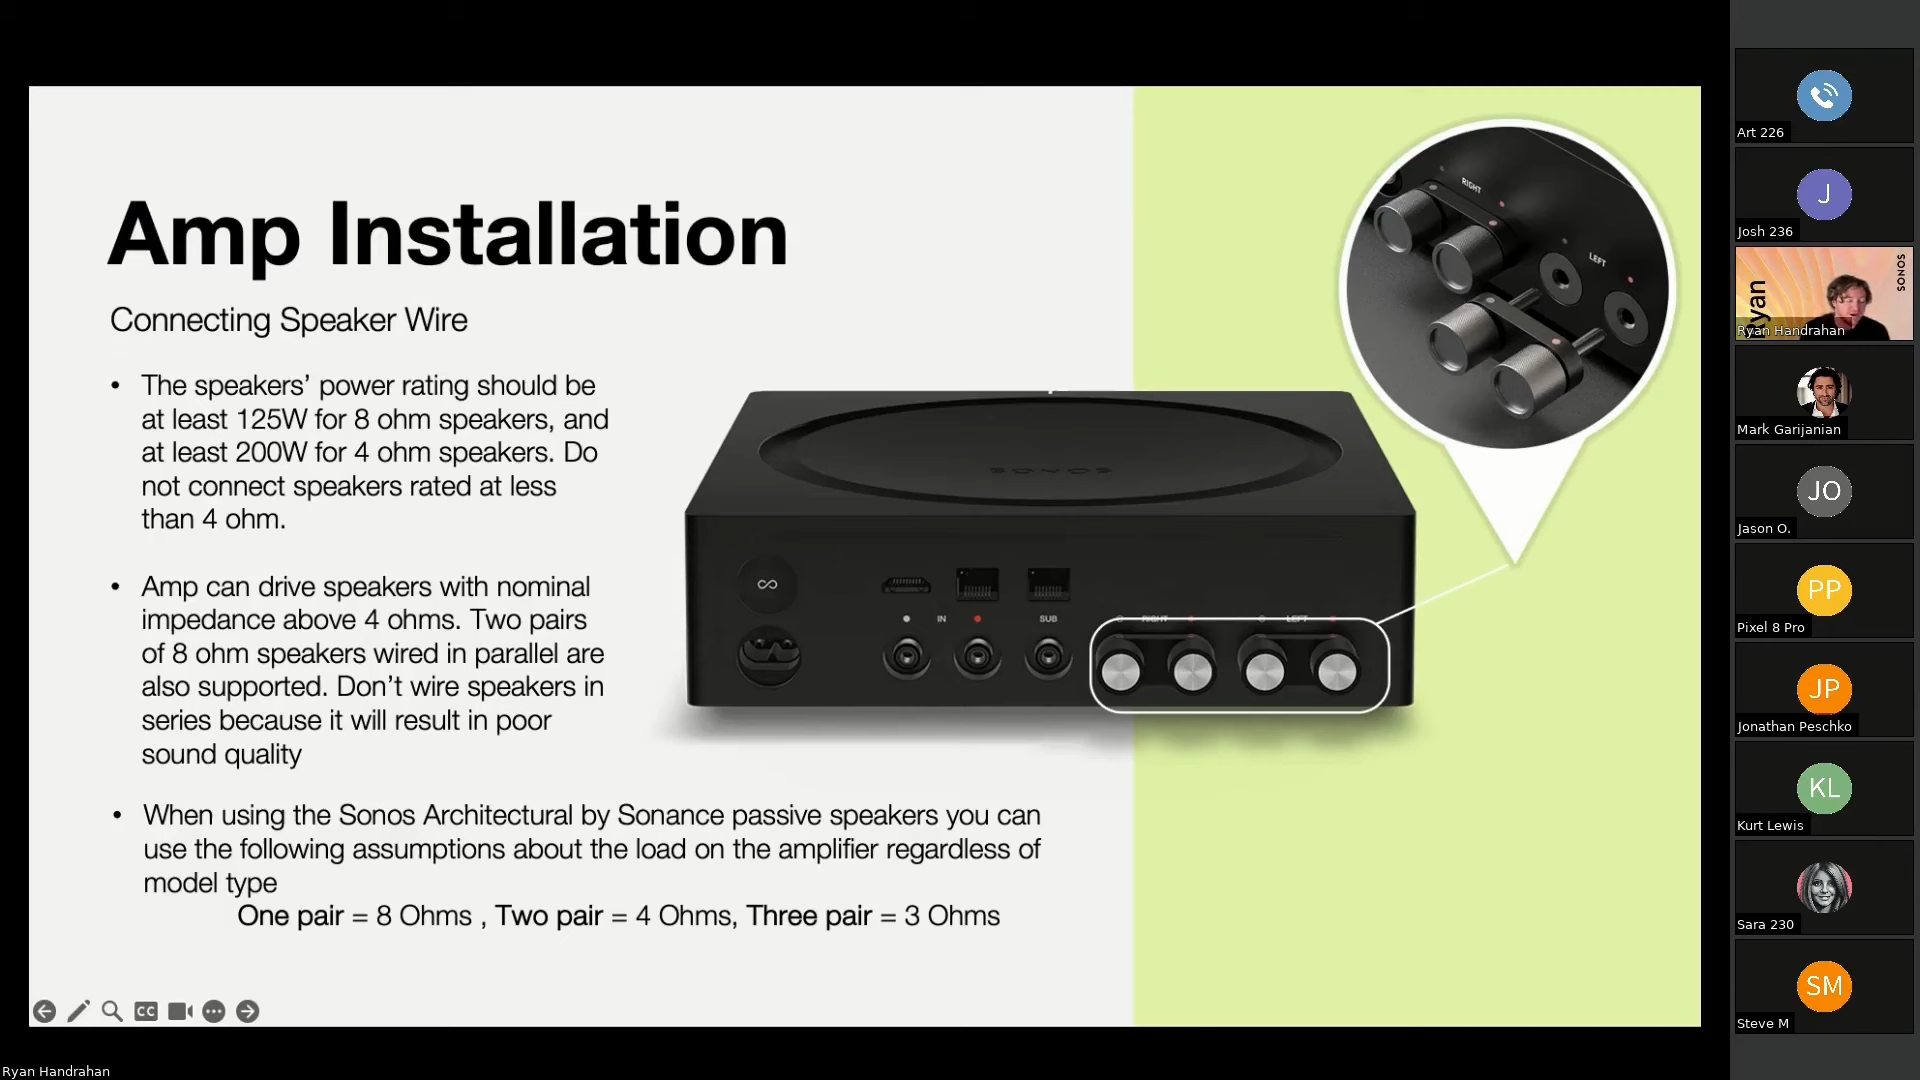 Amp Installation
Connecting Speaker Wire
• The speakers’ power rating should be
at least 125W for 8 ohm speakers, and
at least 200W for 4 ohm speakers. Do
not connect speakers rated at less
than 4 ohm.
• Amp can drive speakers with nominal
impedance above 4 ohms. Two pairs
of 8 ohm speakers wired in parallel are
also supported. Don’t wire speakers in
series because it will result in poor
sound quality
• When using the Sonos Architectural by Sonance passive speakers you can
use the following assumptions about the load on the amplifier regardless of
model type
One pair = 8 Ohms , Two pair = 4 Ohms, Three pair = 3 Ohms
SONOS
IN
SUB
RIGHT
LEFT
RIGHT
LEFT
CC
Art 226
J
Josh 236
Ryan
SONOS
Ryan Handrahan
Mark Garijanian
JO
Jason O.
PP
Pixel 8 Pro
JP
Jonathan Peschko
KL
Kurt Lewis
Sara 230
SM
Steve M
Ryan Handrahan